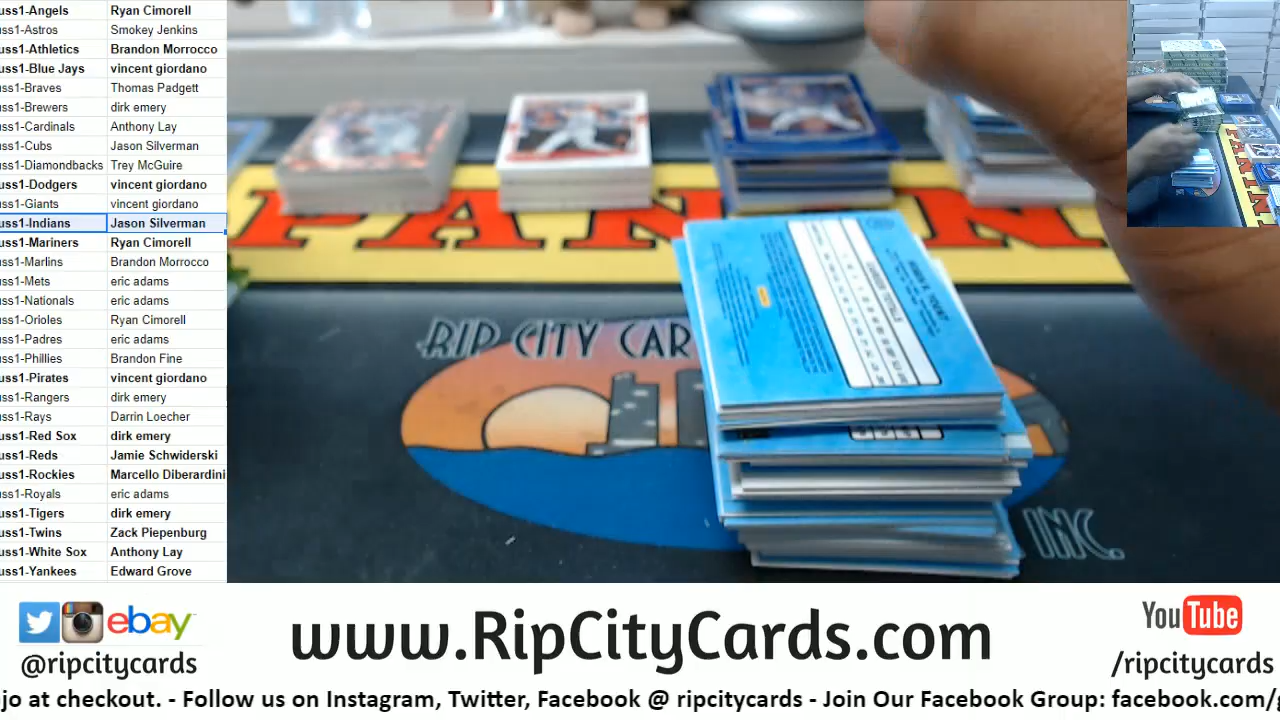 uss1-Angels Ryan Cimorell
uss1-Astros Smokey Jenkins
uss1-Athletics Brandon Morrocco
uss1-Blue Jays vincent giordano
uss1-Braves Thomas Padgett
uss1-Brewers dirk emery
uss1-Cardinals Anthony Lay
uss1-Cubs Jason Silverman
uss1-Diamondbacks Trey McGuire
uss1-Dodgers vincent giordano
uss1-Giants vincent giordano
uss1-Indians Jason Silverman
uss1-Mariners Ryan Cimorell
uss1-Marlins Brandon Morrocco
uss1-Mets eric adams
uss1-Nationals eric adams
uss1-Orioles Ryan Cimorell
uss1-Padres eric adams
uss1-Phillies Brandon Fine
uss1-Pirates vincent giordano
uss1-Rangers dirk emery
uss1-Rays Darrin Loecher
uss1-Red Sox dirk emery
uss1-Reds Jamie Schwiderski
uss1-Rockies Marcello Diberardini
uss1-Royals eric adams
uss1-Tigers dirk emery
uss1-Twins Zack Piepenburg
uss1-White Sox Anthony Lay
uss1-Yankees Edward Grove
PANINI
RIP CITY CAR
INC.
CAREER TOTALS
ebay
@ripcitycards
www.RipCityCards.com
YouTube
/ripcitycards
ojo at checkout. - Follow us on Instagram, Twitter, Facebook @ ripcitycards - Join Our Facebook Group: facebook.com/g